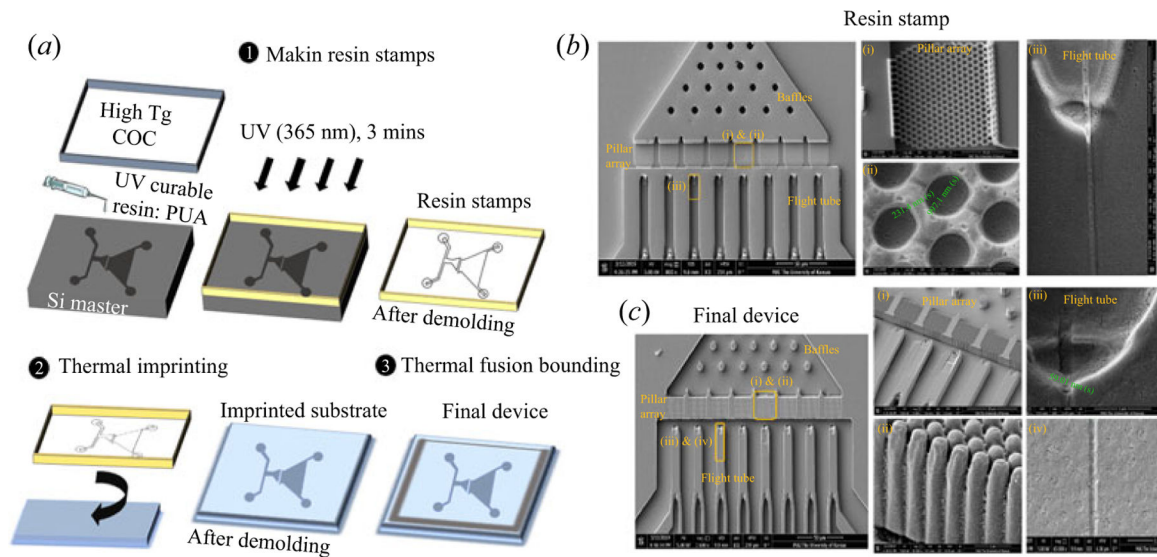 (a)
1 Makin resin stamps
High Tg
COC
UV (365 nm), 3 mins
UV curable
resin: PUA
Resin stamps
Si master
After demolding
2 Thermal imprinting
3 Thermal fusion bounding
Imprinted substrate
Final device
After demolding
Resin stamp
(b)
Baffles
(i) & (ii)
Pillar
array
(iii)
Flight tube
(i)
Pillar array
(ii)
(iii)
Flight tube
(c)
Final device
Baffles
(i) & (ii)
Pillar
array
(iii) & (iv)
Flight tube
(i)
Pillar array
(ii)
(iii)
Flight tube
(iv)